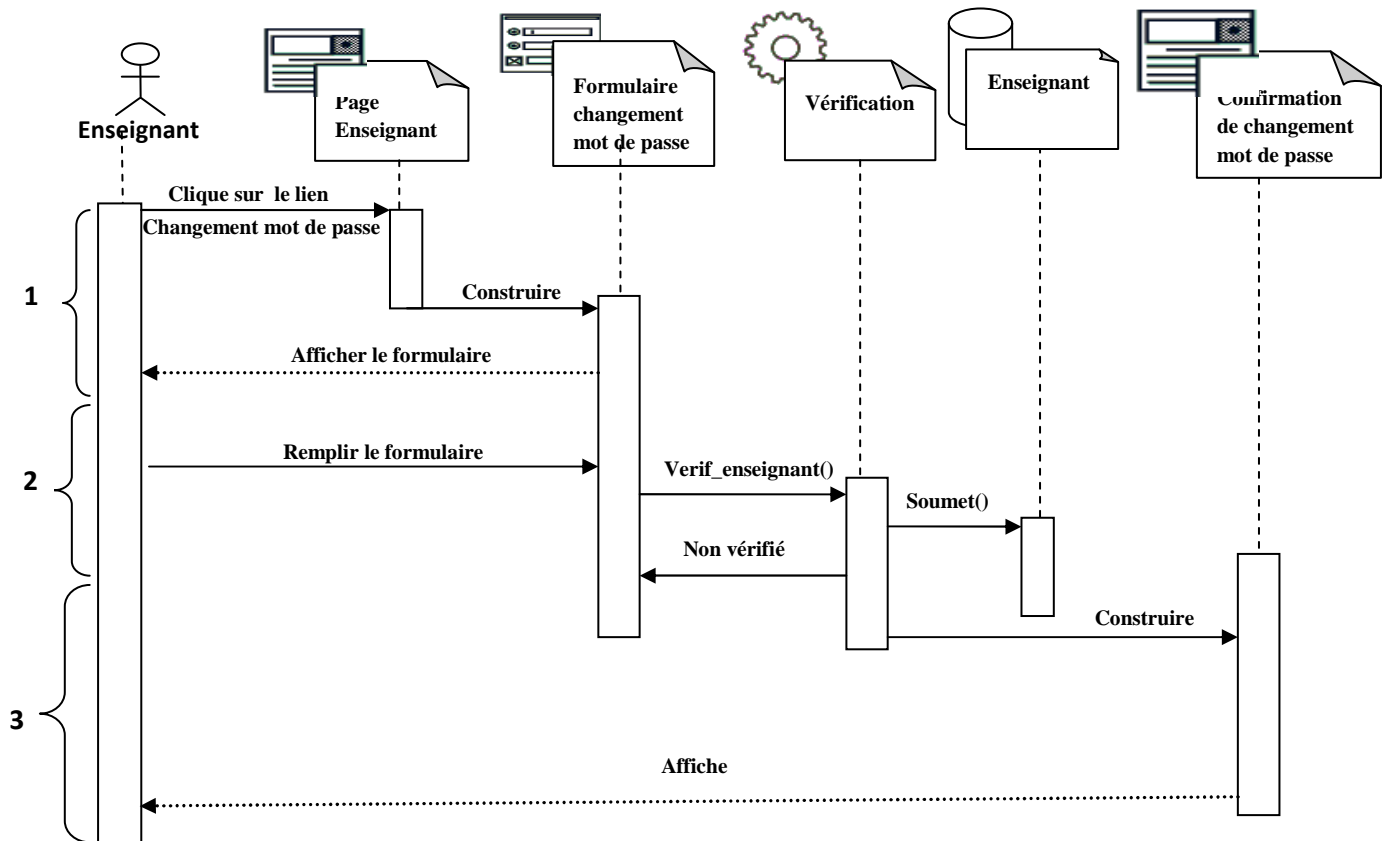 Enseignant
Page
Enseignant
Formulaire
changement
mot de passe
Vérification
Enseignant
Confirmation
de changement
mot de passe
Clique sur le lien
Changement mot de passe
1
Construire
Afficher le formulaire
2
Remplir le formulaire
Verif_enseignant()
Soumet()
Non vérifié
Construire
3
Affiche